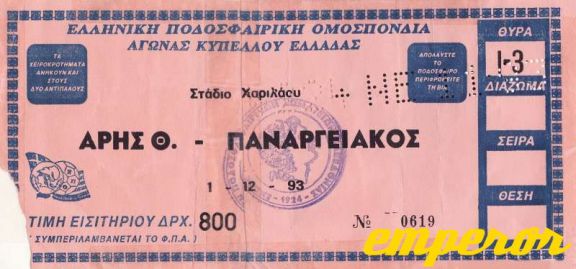 ΕΛΛΗΝΙΚΗ ΠΟΔΟΣΦΑΙΡΙΚΗ ΟΜΟΣΠΟΝΔΙΑ
ΑΓΩΝΑΣ ΚΥΠΕΛΛΟΥ ΕΛΛΑΔΑΣ
ΤΑ
ΧΕΙΡΟΚΡΟΤΗΜΑΤΑ
ΑΝΗΚΟΥΝ ΚΑΙ
ΣΤΟΥΣ
ΔΥΟ ΑΝΤΙΠΑΛΟΥΣ
ΑΠΟΛΑΥΣΤΕ
ΤΟ
ΠΟΔΟΣΦΑΙΡΟ
ΤΗ ΒΙΑ
ΘΥΡΑ
1-3
ΔΙΑΖΩΜΑ
ΣΕΙΡΑ
ΘΕΣΗ
Στάδιο Χαριλάου
ΑΡΗΣ Θ. - ΠΑΝΑΡΓΕΙΑΚΟΣ
1 - 12 - 93
1924
ΤΙΜΗ ΕΙΣΙΤΗΡΙΟΥ ΔΡΧ. 800
ΣΥΜΠΕΡΙΛΑΜΒΑΝΕΤΑΙ ΤΟ Φ.Π.Α.)
№ 0619
emperor